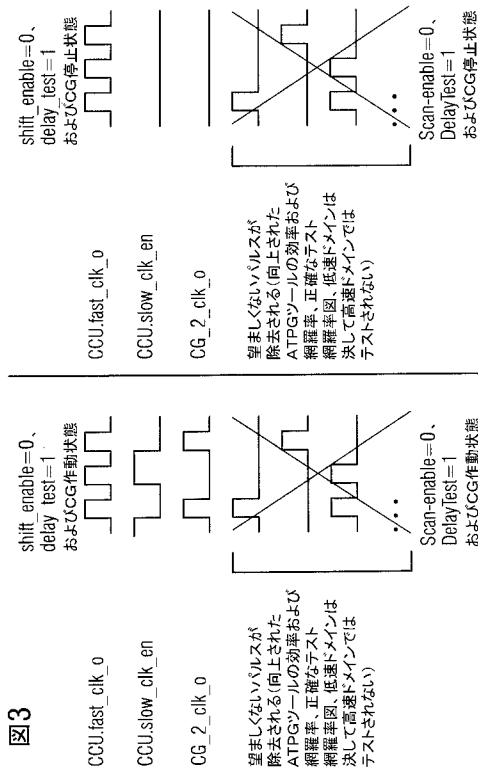 図3
shift_enable=0、
delay_test=1
およびCG作動状態
CCU.fast_clk_o
CCU.slow_clk_en
CG_2_clk_o
望ましくないパルスが
除去される(向上された
ATPGツールの効率および
網羅率、正確なテスト
網羅率図、低速ドメインは
決して高速ドメインでは
テストされない)
Scan-enable=0、
DelayTest=1
およびCG作動状態
shift_enable=0、
delay_test=1
およびCG停止状態
CCU.fast_clk_o
CCU.slow_clk_en
CG_2_clk_o
望ましくないパルスが
除去される(向上された
ATPGツールの効率および
網羅率、正確なテスト
網羅率図、低速ドメインは
決して高速ドメインでは
テストされない)
Scan-enable=0、
DelayTest=1
およびCG停止状態